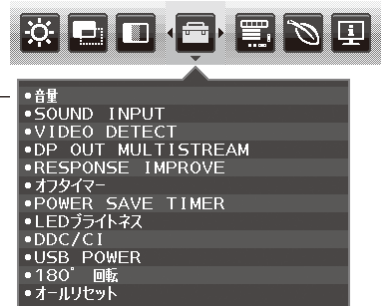 •音量
•SOUND INPUT
•VIDEO DETECT
•DP OUT MULTISTREAM
•RESPONSE IMPROVE
•オフタイマー
•POWER SAVE TIMER
•LEDブライトネス
•DDC/CI
•USB POWER
•180° 回転
•オールリセット